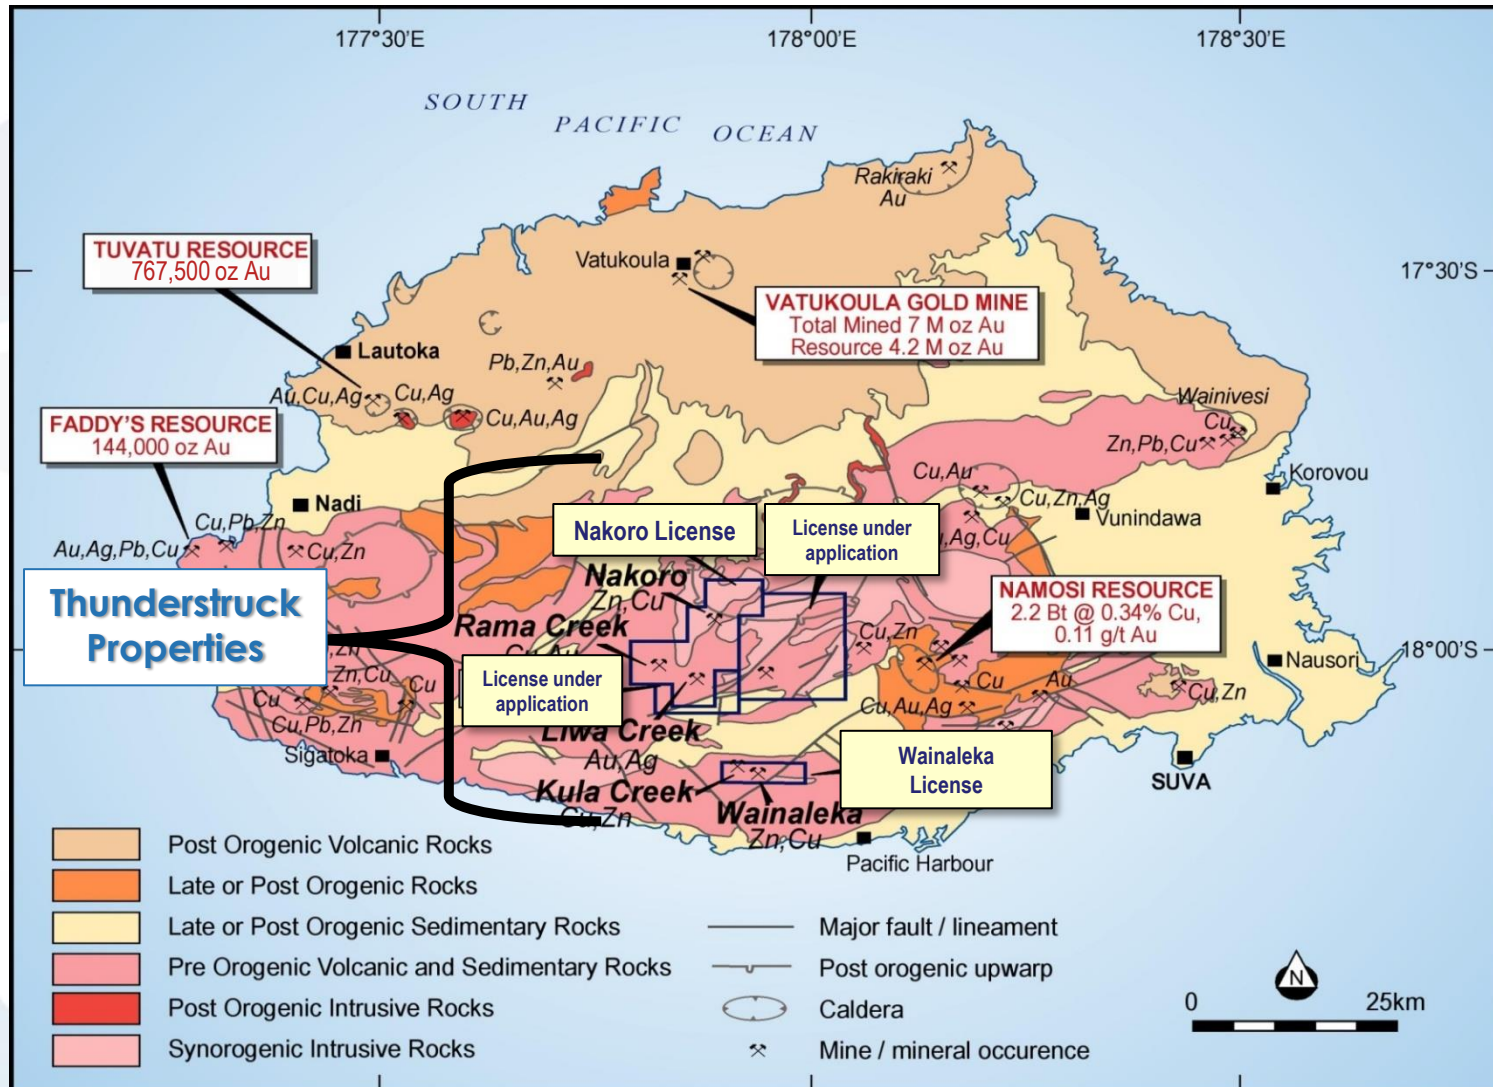 177°30'E
178°00'E
178°30'E
SOUTH
PACIFIC
OCEAN
Rakiraki
Au
TUVATU RESOURCE
767,500 oz Au
Vatukoula
17°30'S
VATUKOULA GOLD MINE
Total Mined 7 M oz Au
Resource 4.2 M oz Au
Lautoka
Pb,Zn,Au
Au,Cu,Ag
Cu,Ag
Cu,Au,Ag
Wainivesi
Cu
Zn,Pb,Cu
FADDY'S RESOURCE
144,000 oz Au
Korovou
Cu,Au
Cu,Zn,Ag
Nadi
Vunindawa
Cu,Pb,Zn
Au,Ag,Pb,Cu
Cu,Zn
Nakoro License
License under
application
Ag,Cu
Thunderstruck
Properties
Nakoro
Zn,Cu
NAMOSI RESOURCE
2.2 Bt @ 0.34% Cu,
0.11 g/t Au
Rama Creek
Cu,Zn
18°00'S
Nausori
License under
application
Zn,Cu
Cu
Cu
Cu,Pb,Zn
Cu
Au
Cu,Au,Ag
Cu,Zn
Liwa Creek
Au,Ag
Sigatoka
Wainaleka
License
SUVA
Kula Creek
Cu,Zn
Wainaleka
Zn,Cu
Pacific Harbour
Post Orogenic Volcanic Rocks
Late or Post Orogenic Rocks
Late or Post Orogenic Sedimentary Rocks
Pre Orogenic Volcanic and Sedimentary Rocks
Post Orogenic Intrusive Rocks
Synorogenic Intrusive Rocks
Major fault / lineament
Post orogenic upwarp
Caldera
Mine / mineral occurence
N
0
25km